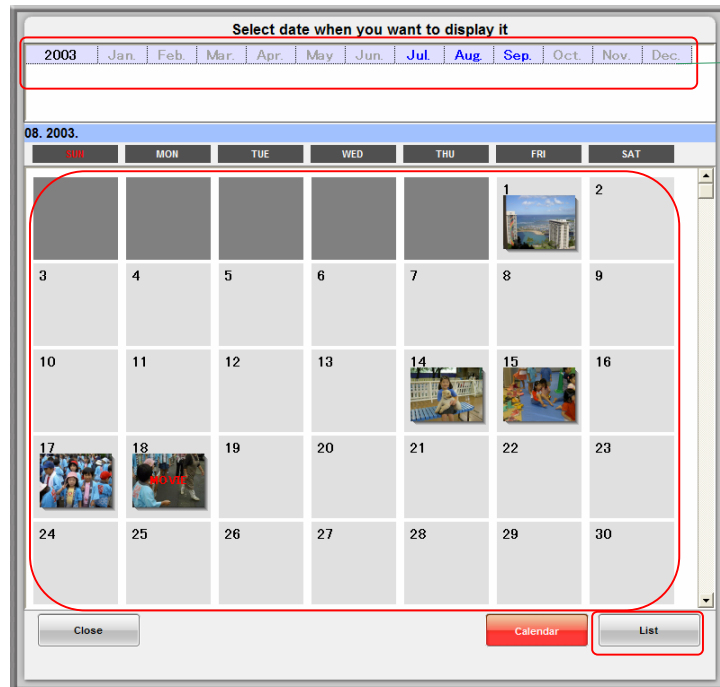 Select date when you want to display it
2003 Jan. Feb. Mar. Apr. May Jun. Jul. Aug. Sep. Oct. Nov. Dec.
08. 2003.
SUN MON TUE WED THU FRI SAT
1 2
3 4 5 6 7 8 9
10 11 12 13 14 15 16
17 18 19 20 21 22 23
MOVIE
24 25 26 27 28 29 30
Close Calendar List